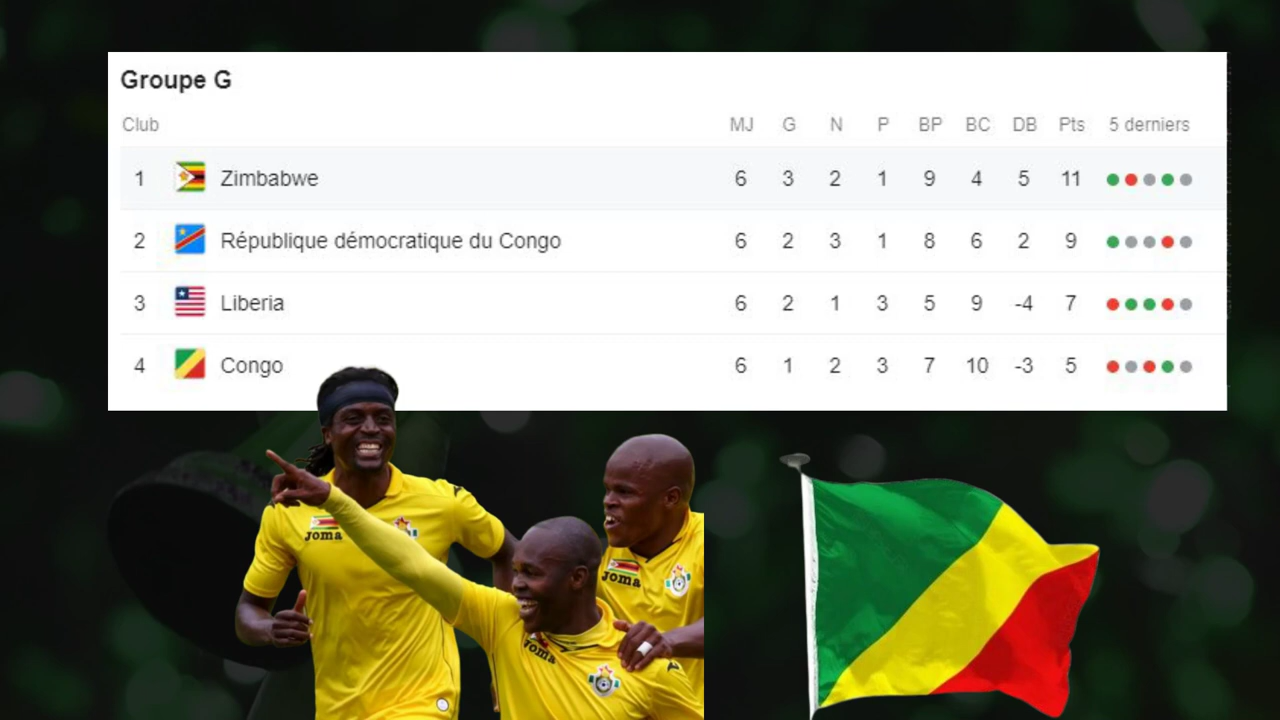 Groupe G
Club MJ G N P BP BC DB Pts 5 derniers
1 Zimbabwe 6 3 2 1 9 4 5 11
2 République démocratique du Congo 6 2 3 1 8 6 2 9
3 Liberia 6 2 1 3 5 9 -4 7
4 Congo 6 1 2 3 7 10 -3 5
Joma
Joma
Joma